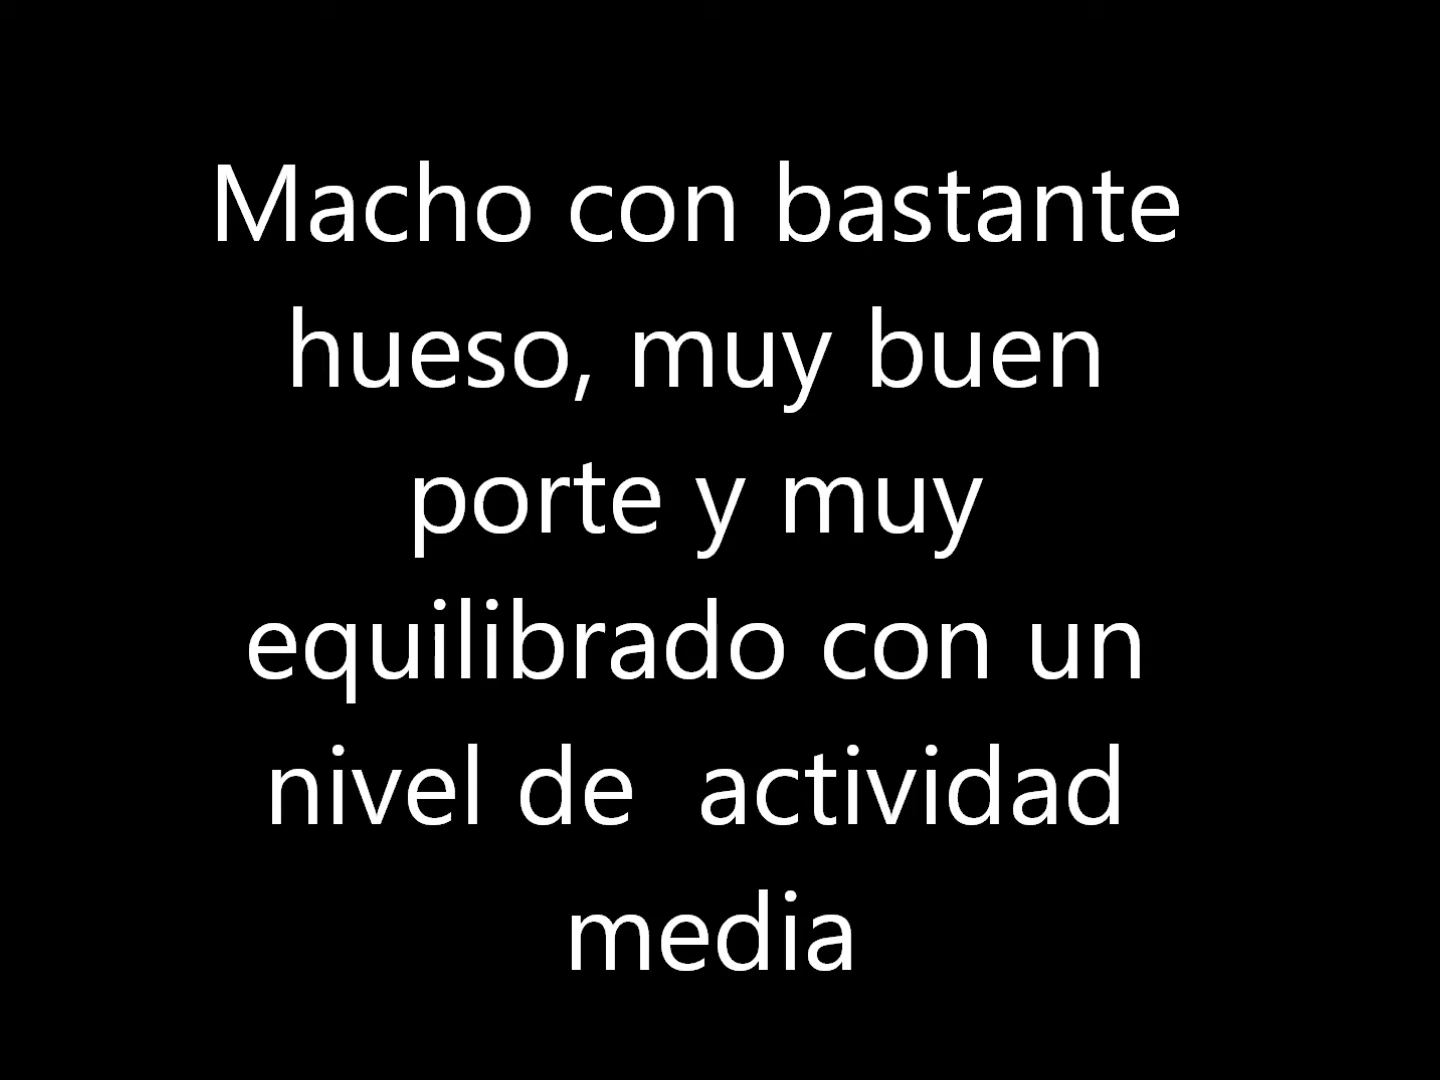 Macho con bastante
hueso, muy buen
porte y muy
equilibrado con un
nivel de  actividad
media